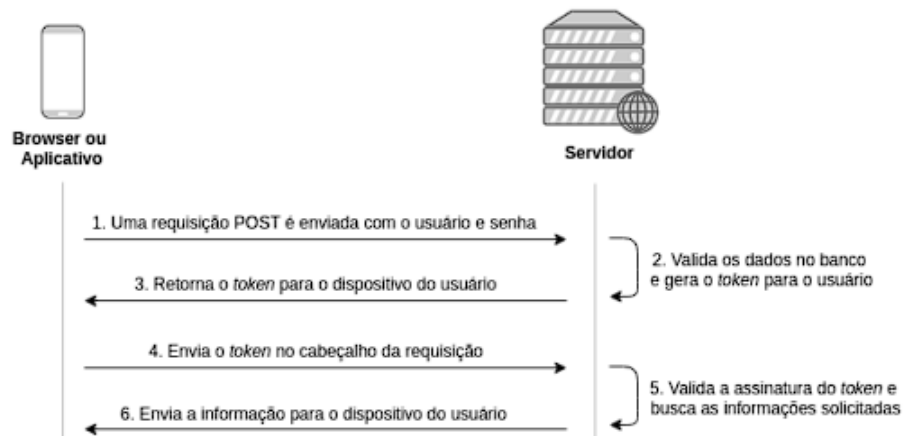 Browser ou
Aplicativo
Servidor
1. Uma requisição POST é enviada com o usuário e senha
2. Valida os dados no banco
e gera o token para o usuário
3. Retorna o token para o dispositivo do usuário
4. Envia o token no cabeçalho da requisição
5. Valida a assinatura do token e
busca as informações solicitadas
6. Envia a informação para o dispositivo do usuário